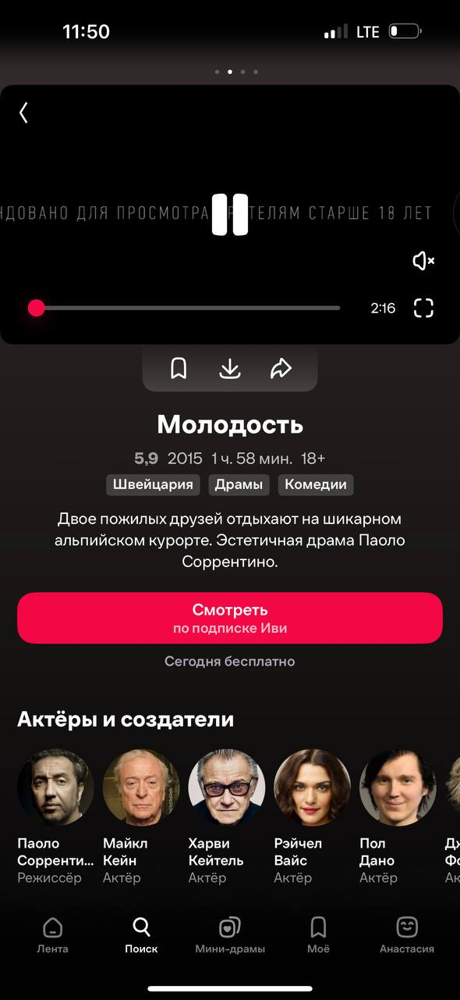 11:50
LTE
ДОВАНО ДЛЯ ПРОСМОТРА ТЕЛЯМ СТАРШЕ 18 ЛЕТ
2:16
Молодость
5,9 2015 1 ч. 58 мин. 18+
Швейцария Драмы Комедии
Двое пожилых друзей отдыхают на шикарном
альпийском курорте. Эстетичная драма Паоло
Соррентино.
Смотреть
по подписке Иви
Сегодня бесплатно
Актёры и создатели
Паоло Майкл Харви Рэйчел Пол
Сорренти... Кейн Кейтель Вайс Дано
Режиссёр Актёр Актёр Актёр Актёр
Лента Поиск Мини-драмы Моё Анастасия